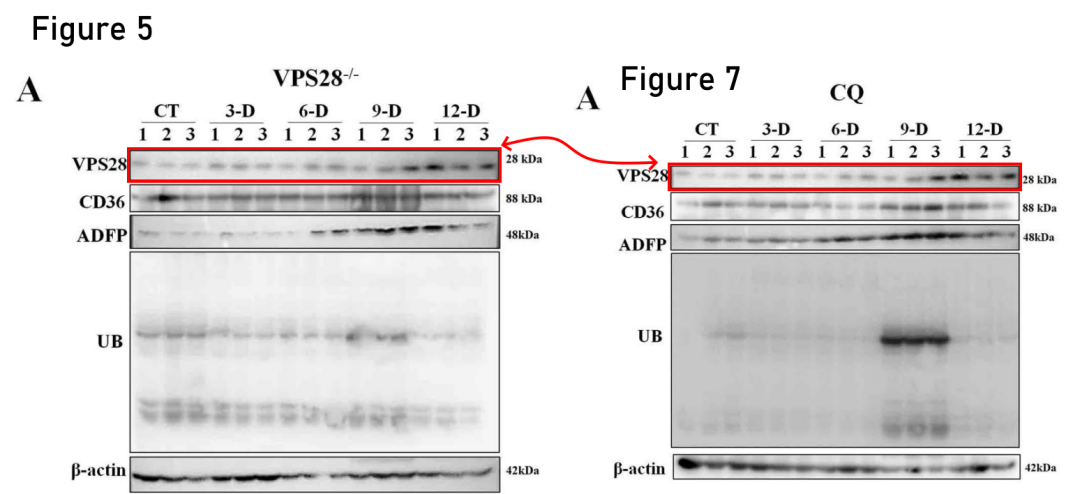 Figure 5
A
VPS28-/-
CT 3-D 6-D 9-D 12-D
1 2 3 1 2 3 1 2 3 1 2 3 1 2 3
VPS28 28 kDa
CD36 88 kDa
ADFP 48kDa
UB
β-actin 42kDa
Figure 7
A
CQ
CT 3-D 6-D 9-D 12-D
1 2 3 1 2 3 1 2 3 1 2 3 1 2 3
VPS28 28 kDa
CD36 88 kDa
ADFP 48kDa
UB
β-actin 42kDa